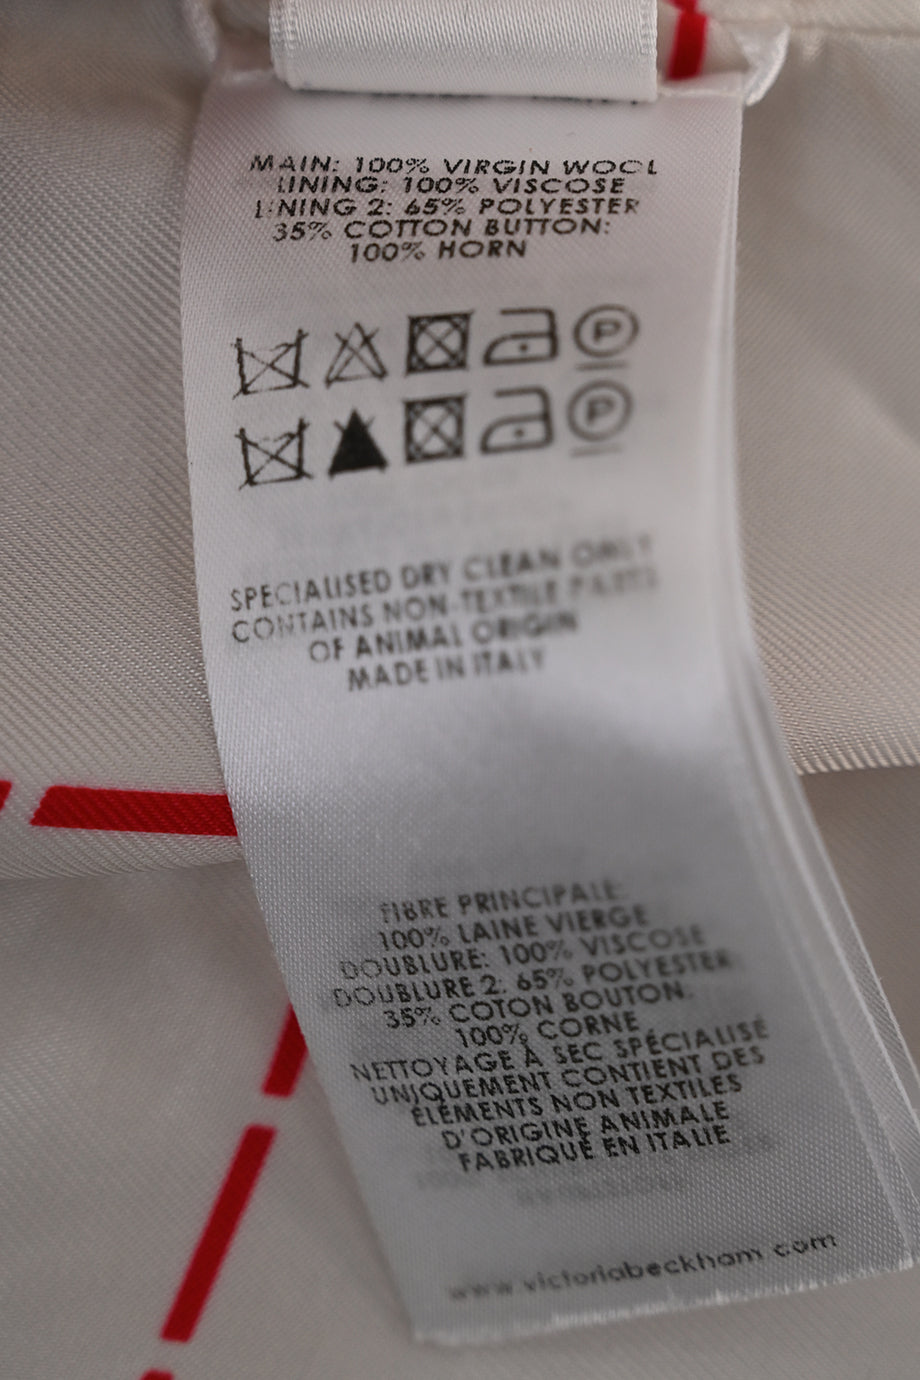 MAIN: 100% VIRGIN WOOL
LINING: 100% VISCOSE
LINING 2: 65% POLYESTER
35% COTTON BUTTON:
100% HORN
P
P
SPECIALISED DRY CLEAN ONLY
CONTAINS NON-TEXTILE PARTS
OF ANIMAL ORIGIN
MADE IN ITALY
FIBRE PRINCIPALE:
100% LAINE VIERGE
DOUBLURE: 100% VISCOSE
DOUBLURE 2: 65% POLYESTER
35% COTON BOUTON:
100% CORNE
NETTOYAGE À SEC SPÉCIALISÉ
UNIQUEMENT CONTIENT DES
ÉLÉMENTS NON TEXTILES
D'ORIGINE ANIMALE
FABRIQUÉ EN ITALIE
www.victoriabeckham.com